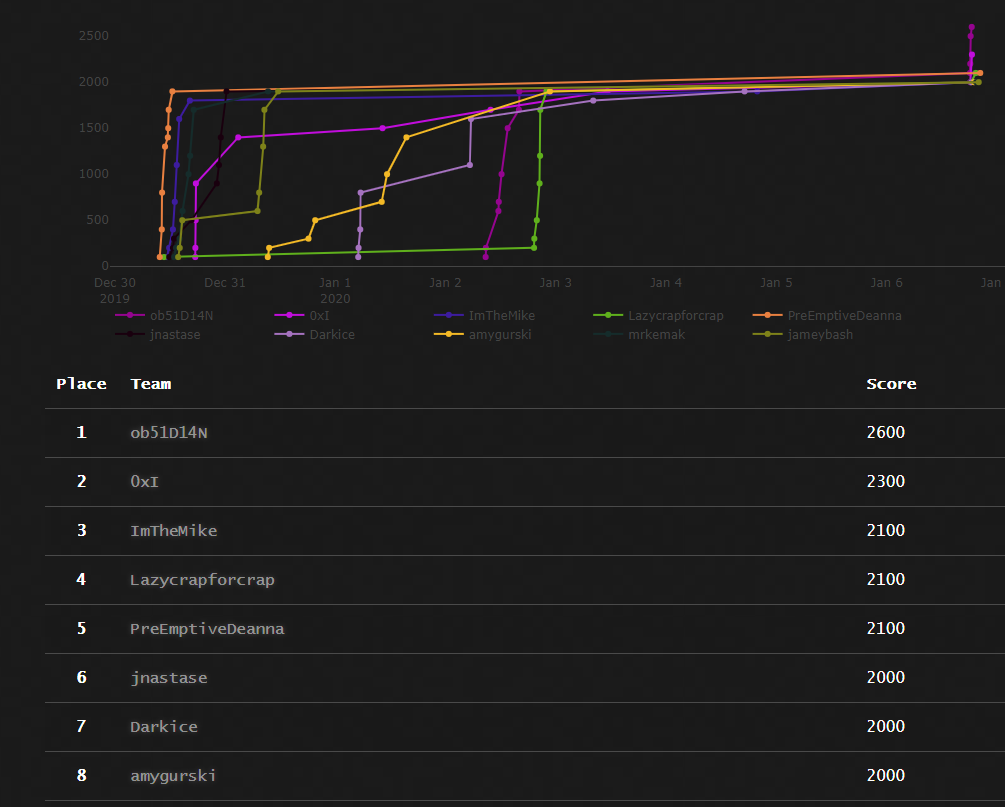 2500
2000
1500
1000
500
0
Dec 30 Dec 31 Jan 1 Jan 2 Jan 3 Jan 4 Jan 5 Jan 6 Jan
2019 2020
ob51D14N 0xI ImTheMike Lazycrapforcrap PreEmptiveDeanna
jnastase Darkice amygurski mrkemak jameybash
Place Team Score
1 ob51D14N 2600
2 0xI 2300
3 ImTheMike 2100
4 Lazycrapforcrap 2100
5 PreEmptiveDeanna 2100
6 jnastase 2000
7 Darkice 2000
8 amygurski 2000